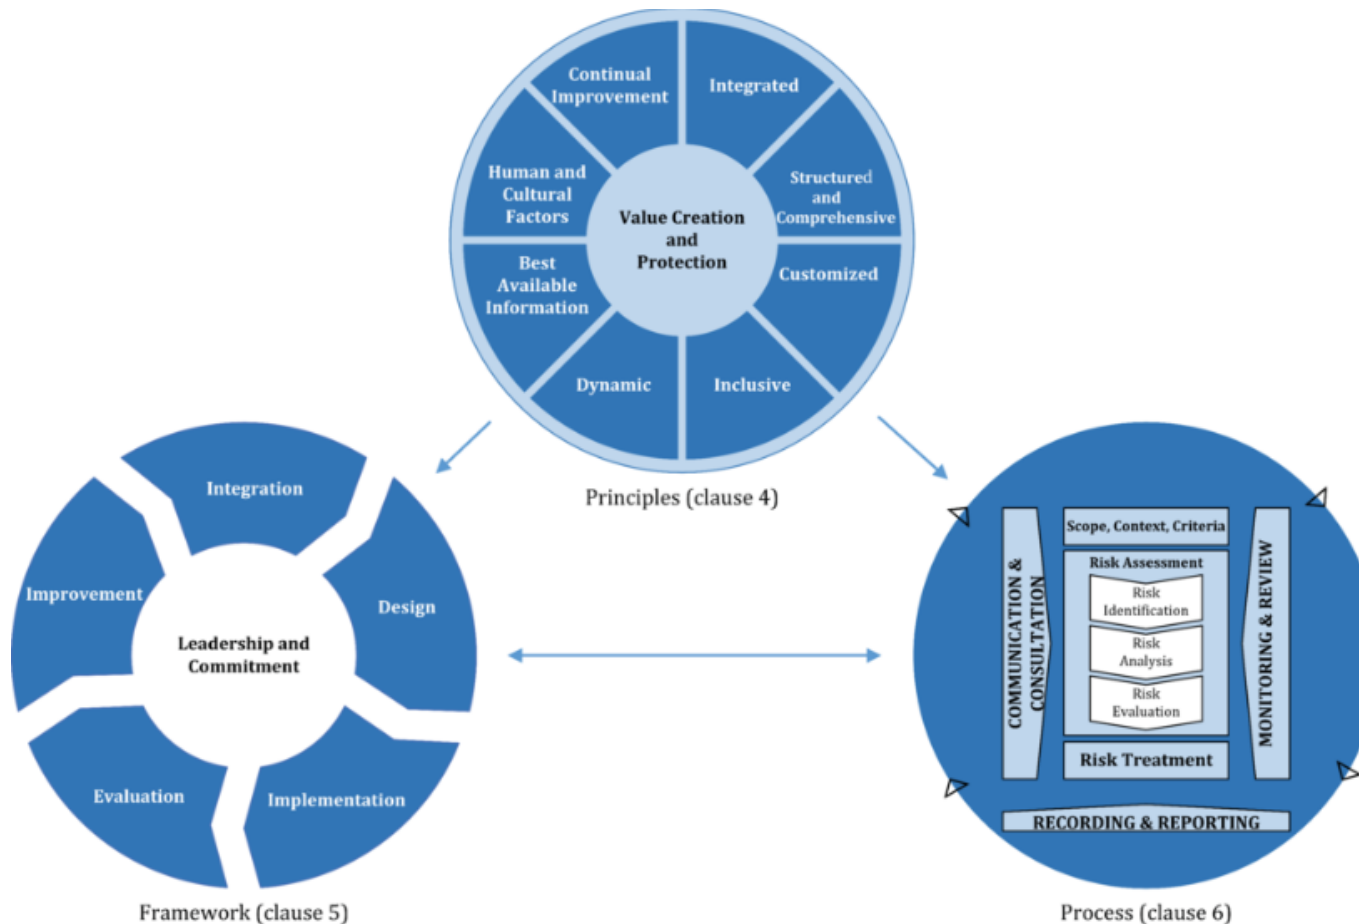 Continual
Improvement
Integrated
Human and
Cultural
Factors
Structured
and
Comprehensive
Value Creation
and
Protection
Best
Available
Information
Customized
Dynamic
Inclusive
Principles (clause 4)
Integration
Improvement
Design
Leadership and
Commitment
Evaluation
Implementation
Framework (clause 5)
COMMUNICATION &
CONSULTATION
Scope, Context, Criteria
Risk Assessment
Risk
Identification
Risk
Analysis
Risk
Evaluation
Risk Treatment
MONITORING & REVIEW
RECORDING & REPORTING
Process (clause 6)